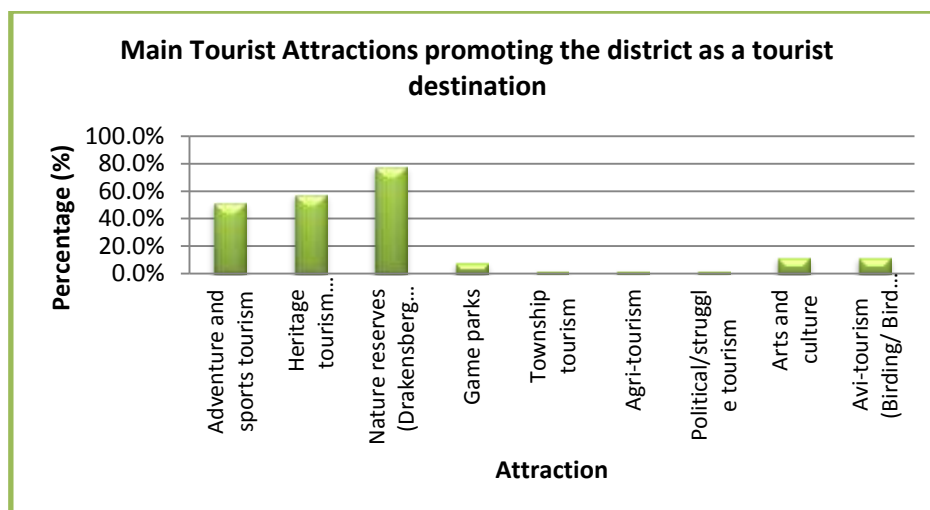 Main Tourist Attractions promoting the district as a tourist
destination
Percentage (%)
100.0%
80.0%
60.0%
40.0%
20.0%
0.0%
Adventure and
sports tourism
Heritage
tourism...
Nature reserves
(Drakensberg...
Game parks
Township
tourism
Agri-tourism
Political/struggl
e tourism
Arts and
culture
Avi-tourism
(Birding/ Bird...
Attraction